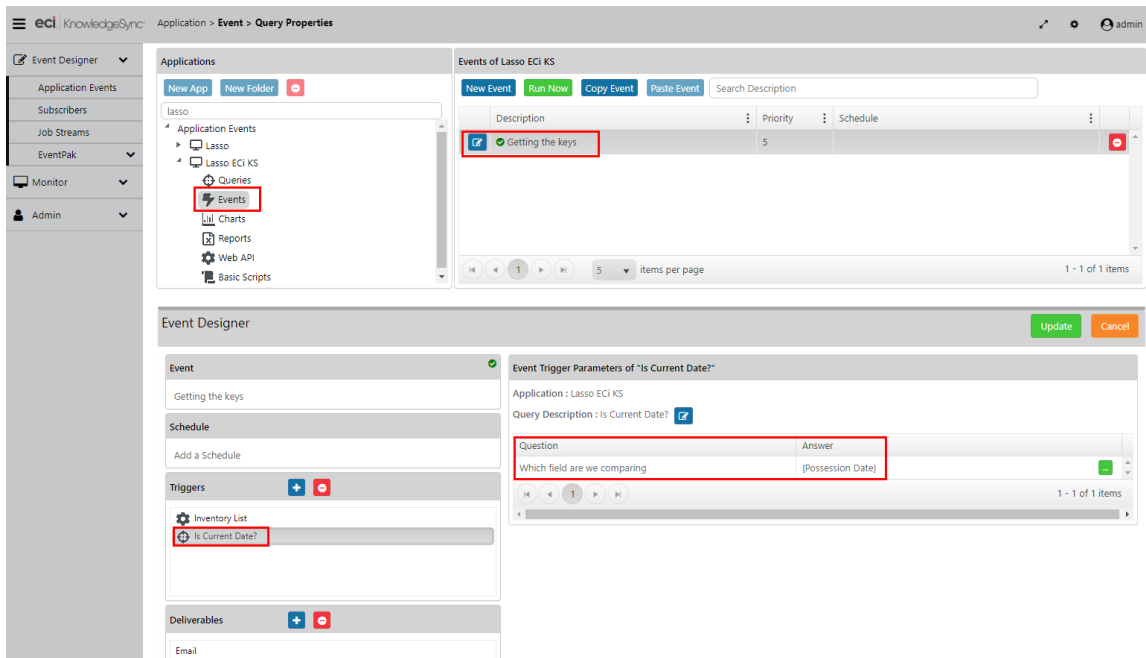 eci KnowledgeSync Application > Event > Query Properties admin
Event Designer
Application Events
Subscribers
Job Streams
EventPak
Monitor
Admin
Applications
New App New Folder
lasso
Application Events
Lasso
Lasso ECi KS
Queries
Events
Charts
Reports
Web API
Basic Scripts
Events of Lasso ECi KS
New Event Run Now Copy Event Paste Event Search Description
Description Priority Schedule
Getting the keys 5
1 5 items per page 1 - 1 of 1 items
Event Designer Update Cancel
Event
Getting the keys
Schedule
Add a Schedule
Triggers
Inventory List
Is Current Date?
Deliverables
Email
Event Trigger Parameters of "Is Current Date?"
Application : Lasso ECi KS
Query Description : Is Current Date?
Question Answer
Which field are we comparing {Possession Date} ...
1 1 - 1 of 1 items